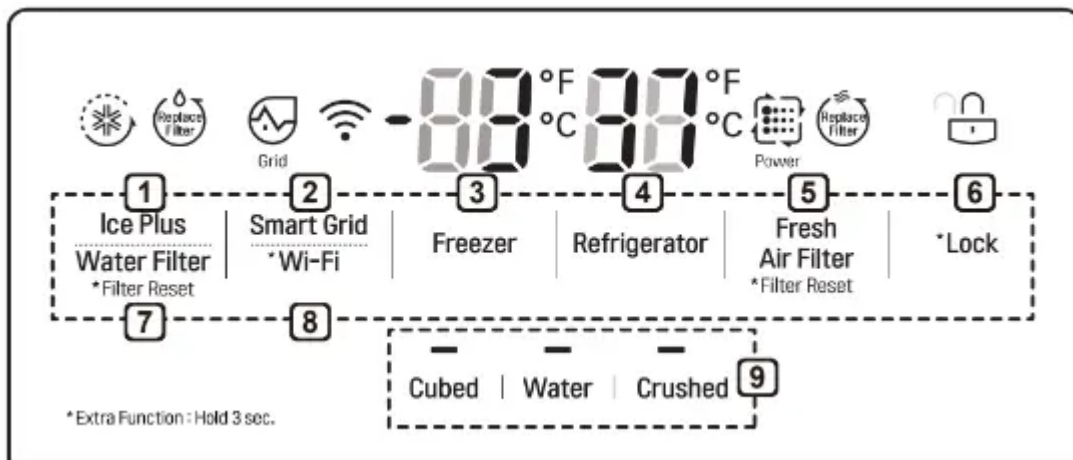 Replace
Filter
Grid
- 3 °F °C
37 °F °C
Power
Replace
Filter
1
2
3
4
5
6
Ice Plus
Water Filter
*Filter Reset
Smart Grid
*Wi-Fi
Freezer
Refrigerator
Fresh
Air Filter
*Filter Reset
*Lock
7
8
Cubed
Water
Crushed
9
*Extra Function : Hold 3 sec.